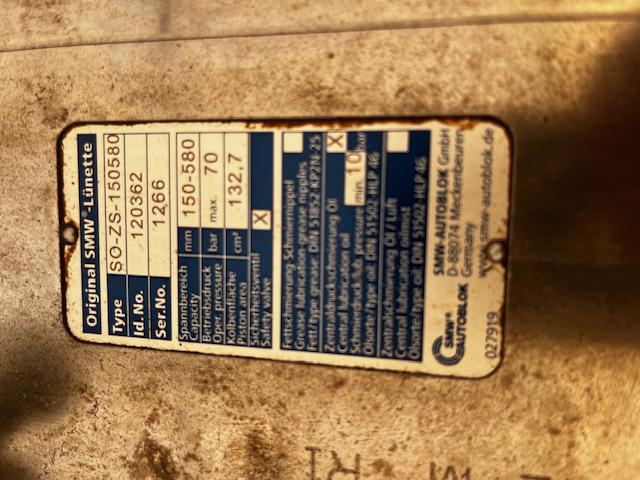 Original SMW®-Lünette
Type SO-ZS-150580
Id.No. 120362
Ser.No. 1266
Spannbereich
Capacity mm 150-580
Betriebsdruck
Oper. pressure bar max. 70
Kolbenfläche
Piston area cm² 132,7
Sicherheitsventil
Safety valve X
Fettschmierung Schmiernippel
Grease lubrication grease nipples
Fett/type grease DIN 51852 KP2N-25
Zentraldruckschmierung Öl
Central lubrication oil X
Schmierdruck/lub. pressure min. 10 bar
Ölsorte/type oil DIN 51502 HLP 46
Zentralschmierung Öl / Luft
Central lubrication oilmist
Ölsorte/type oil DIN 51502-HLP 46
SMW® AUTOBLOK
SMW-AUTOBLOK GmbH
D-88074 Meckenbeuren
Germany
027919 www.smw-autoblok.de